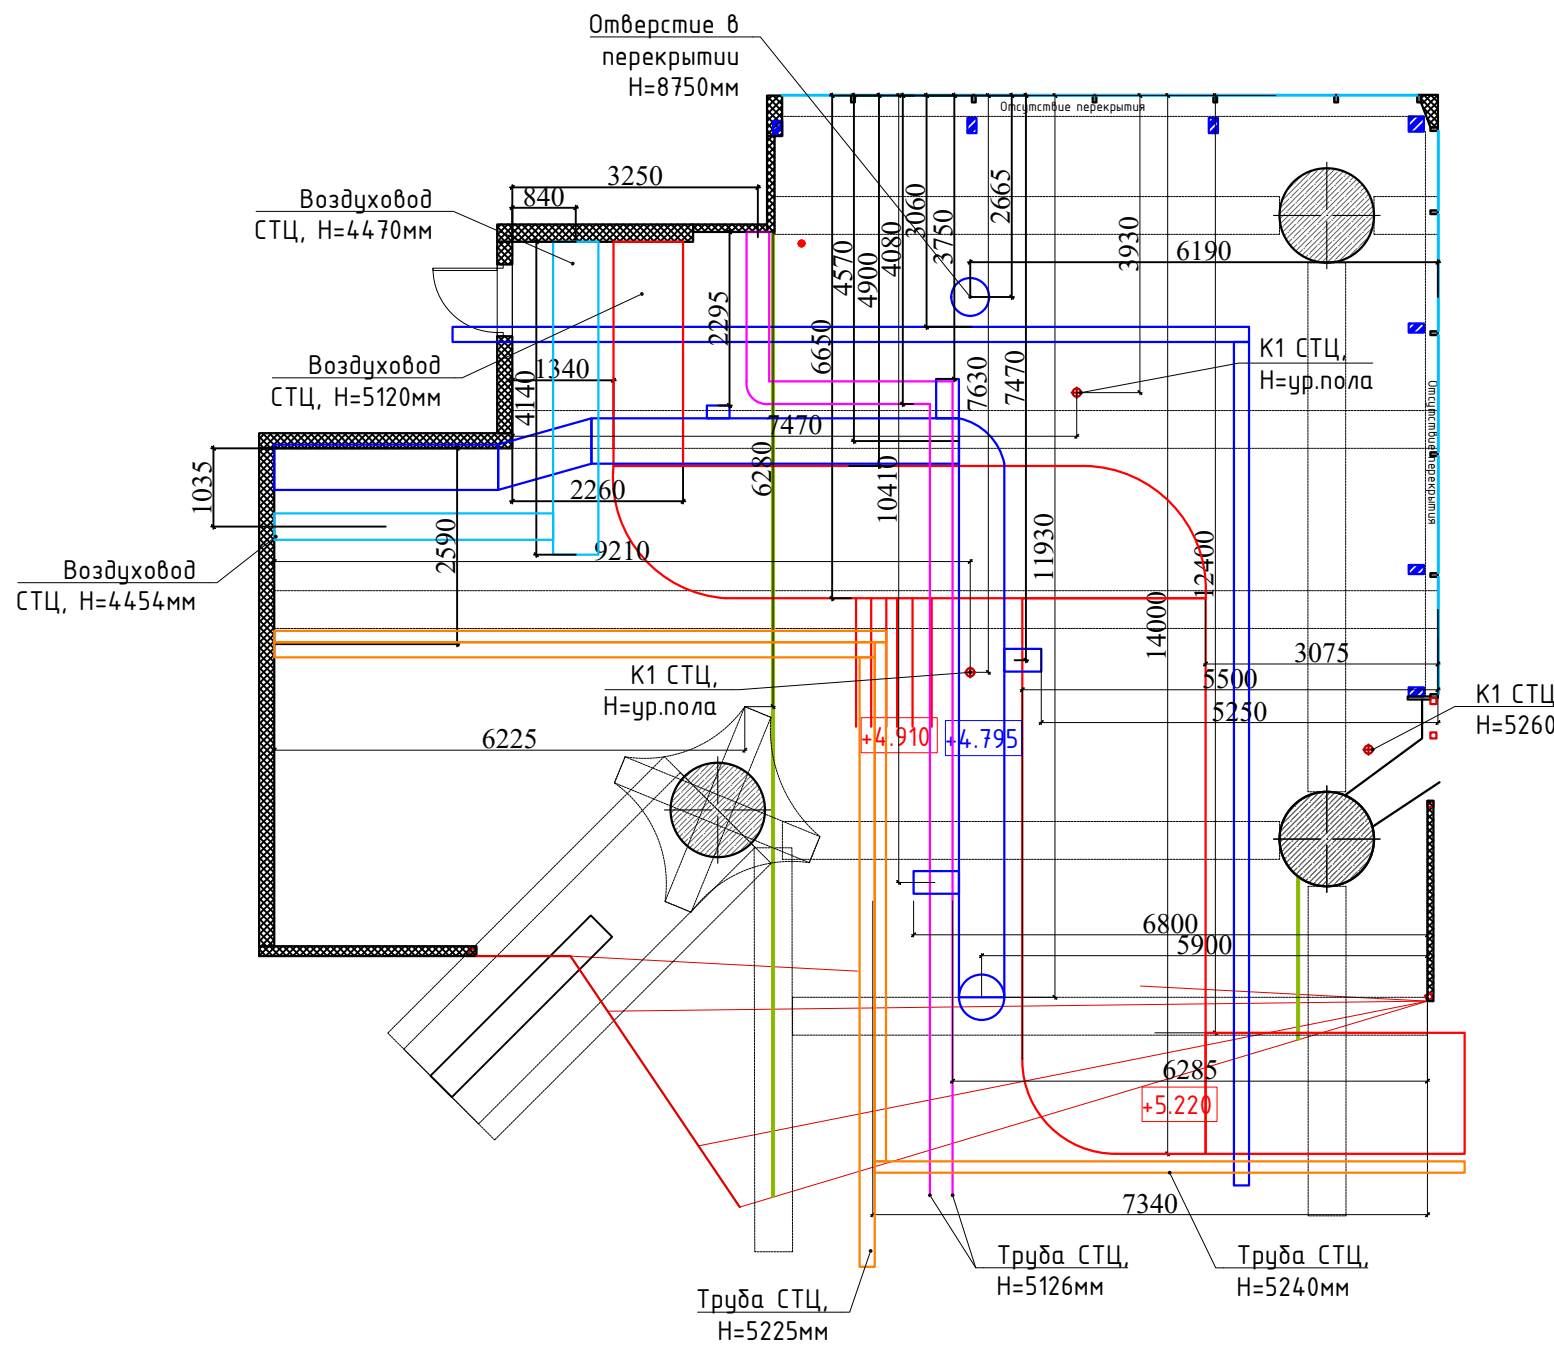 Отверстие в
перекрытии
Н=8750мм
Отсутствие перекрытия
3250
840
Воздуховод
СТЦ, Н=4470мм
4570
4900
4080
3060
3750
2665
3930
6190
2295
6650
7630
7470
К1 СТЦ,
Н=ур.пола
Воздуховод
СТЦ, Н=5120мм
1340
4140
7470
Отсутствие перекрытия
6280
10410
1035
2260
2590
9210
11930
12400
14000
Воздуховод
СТЦ, Н=4454мм
3075
К1 СТЦ,
Н=ур.пола
5500
5250
К1 СТЦ
Н=5260
6225
+4.910
+4.795
6800
5900
6285
+5.220
7340
Труба СТЦ,
Н=5126мм
Труба СТЦ,
Н=5240мм
Труба СТЦ,
Н=5225мм